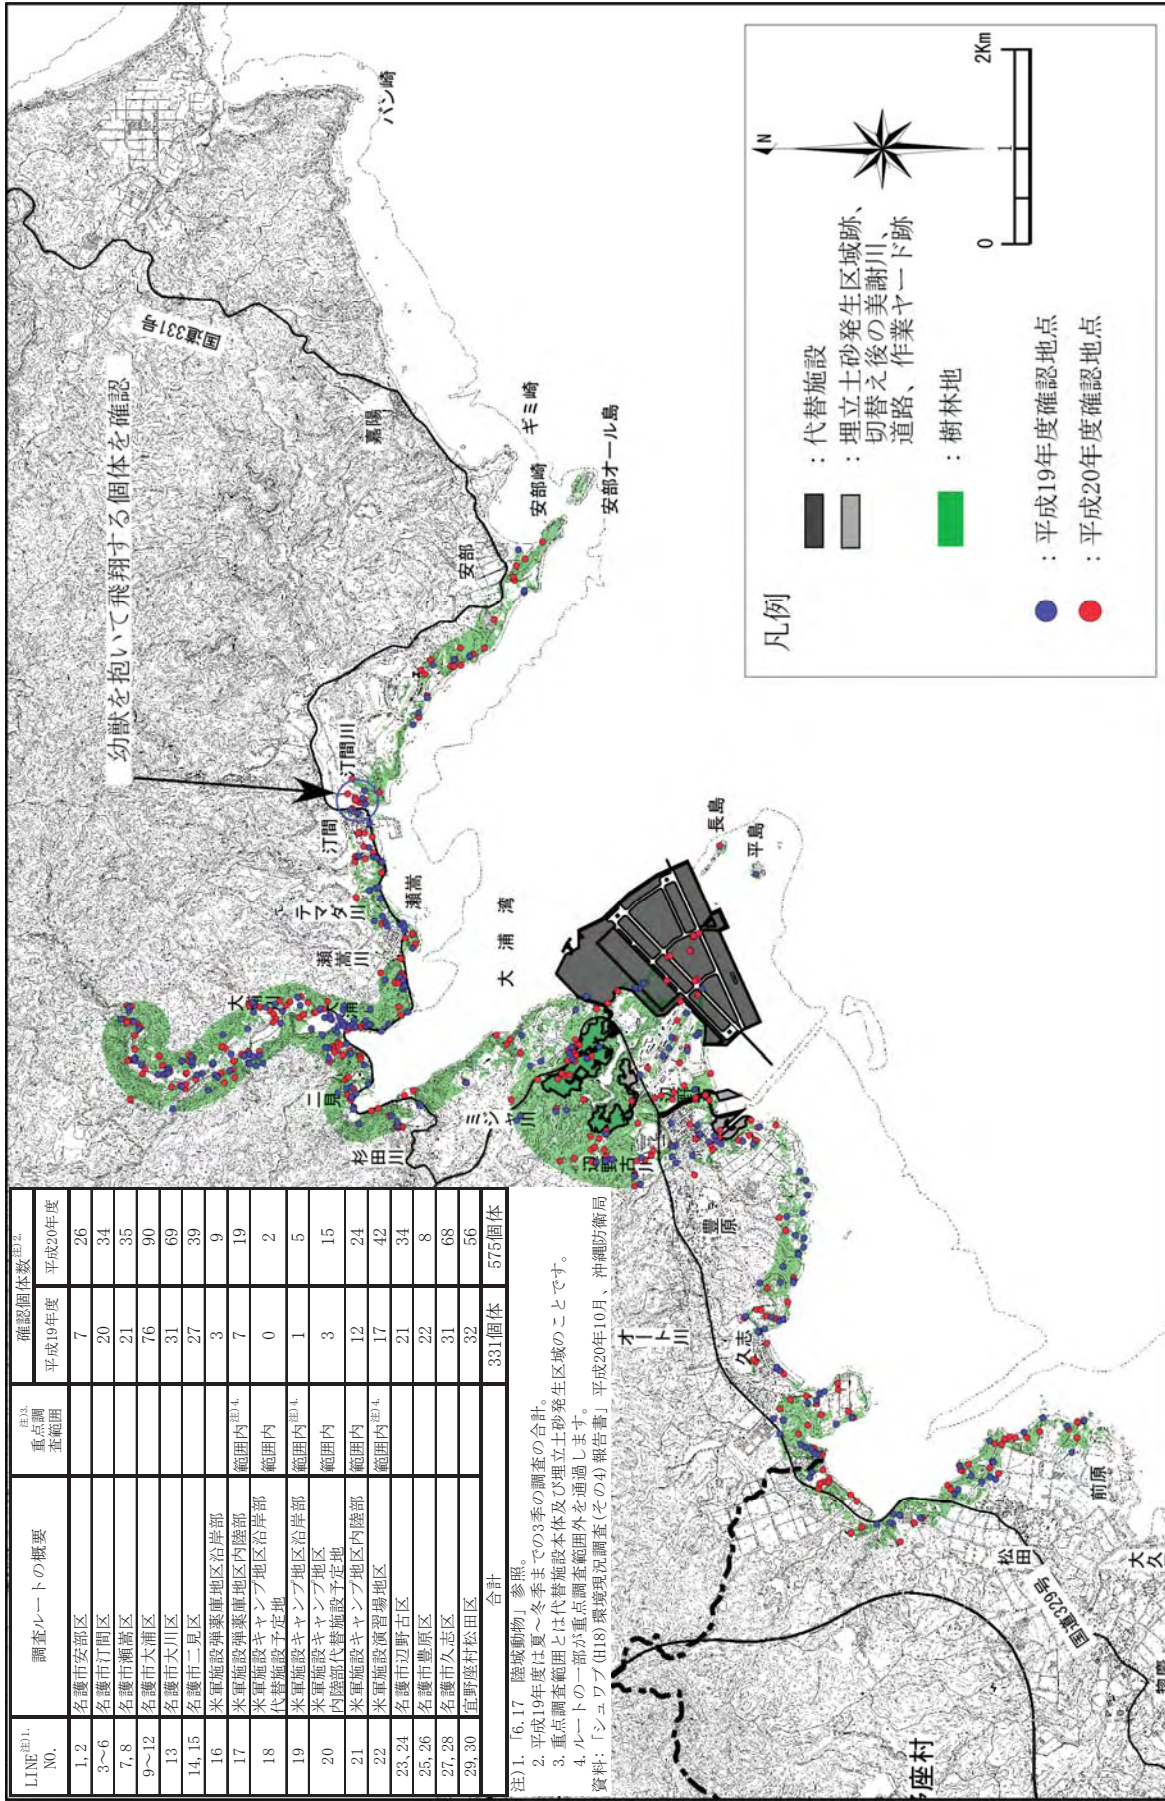 LINE注)1. NO.
調査ルートの概要
注)3. 重点調査範囲
確認個体数注)2.
平成19年度
平成20年度
1, 2 名護市安部区 7 26
3～6 名護市汀間区 20 34
7, 8 名護市瀬嵩区 21 35
9～12 名護市大浦区 76 90
13 名護市大川区 31 69
14, 15 名護市二見区 27 39
16 米軍施設弾薬庫地区沿岸部 3 9
17 米軍施設弾薬庫地区内陸部 範囲内注)4. 7 19
18 米軍施設キャンプ地区沿岸部代替施設予定地 範囲内 0 2
19 米軍施設キャンプ地区沿岸部 範囲内注)4. 1 5
20 米軍施設キャンプ地区内陸部代替施設予定地 範囲内 3 15
21 米軍施設キャンプ地区内陸部 範囲内 12 24
22 米軍施設演習場地区 範囲内注)4. 17 42
23, 24 名護市辺野古区 21 34
25, 26 名護市豊原区 22 8
27, 28 名護市久志区 31 68
29, 30 宜野座村松田区 32 56
合計 331個体 575個体
注) 1. 「6.17 陸域動物」参照。
2. 平成19年度は夏～冬季までの3季の調査の合計。
3. 重点調査範囲とは代替施設本体及び埋立土砂発生区域のことです。
4. ルートの一部が重点調査範囲外を通過します。
資料：「シュワブ(H18)環境現況調査(その4)報告書」平成20年10月、沖縄防衛局
幼獣を抱いて飛翔する個体を確認
国道331号
バン崎
嘉陽
ギミ崎
安部崎
安部オール島
安部
汀間川
汀間
テマダ川
瀬嵩
瀬嵩川
大浦川
大浦
二見
杉田川
大浦湾
長島
平島
ミジャ川
辺野古川
辺野古
豊原
オート川
久志
松田
前原
大久
国道329号
座村
凡例
：代替施設
：埋立土砂発生区域跡、
切替え後の美謝川、
道路、作業ヤード跡
：樹林地
：平成19年度確認地点
：平成20年度確認地点
N
0 1 2Km